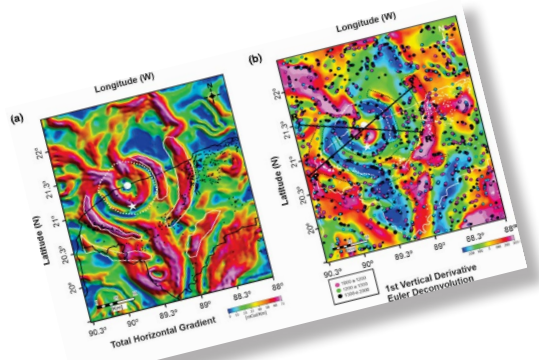 (a)
Longitude (W)
Latitude (N)
22°
21.3°
21°
20.3°
20°
90.3°
90°
89.3°
89°
88.3°
88°
Total Horizontal Gradient
(b)
Longitude (W)
Latitude (N)
22°
21.3°
21°
20.3°
20°
90.3°
90°
89.3°
89°
88.3°
88°
1st Vertical Derivative
Euler Deconvolution